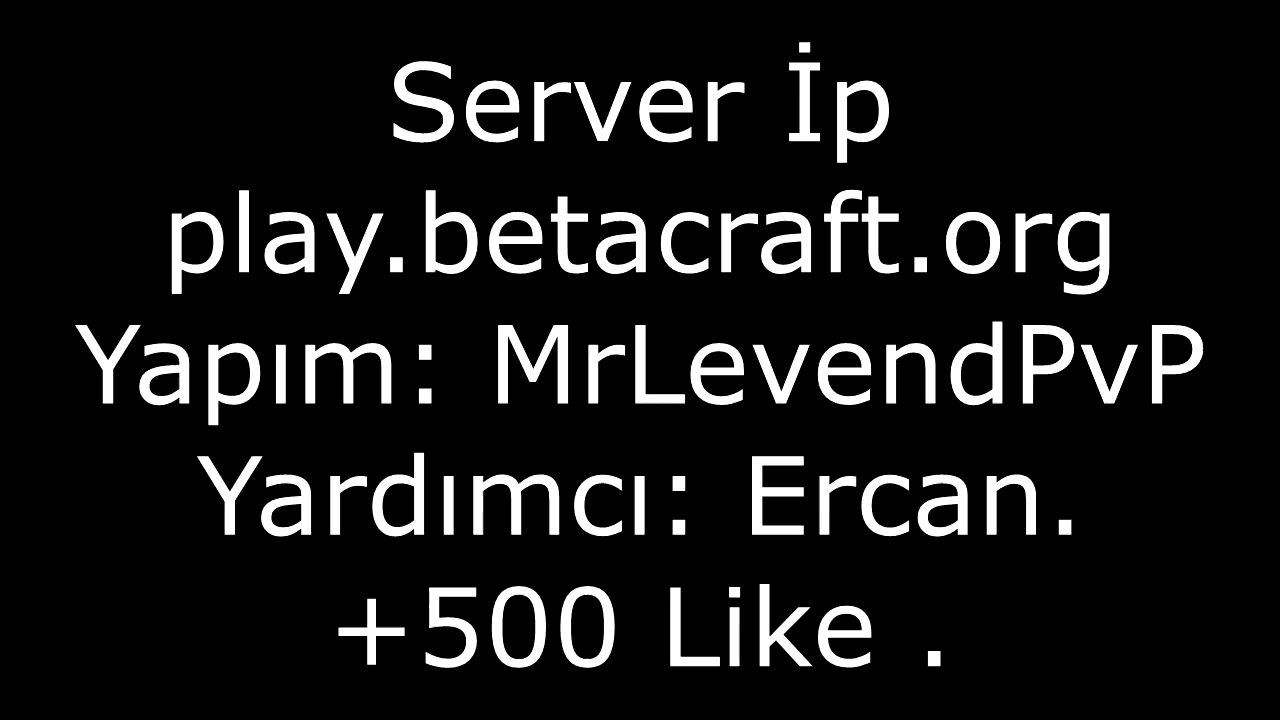 Server İp
play.betacraft.org
Yapım: MrLevendPvP
Yardımcı: Ercan.
+500 Like .